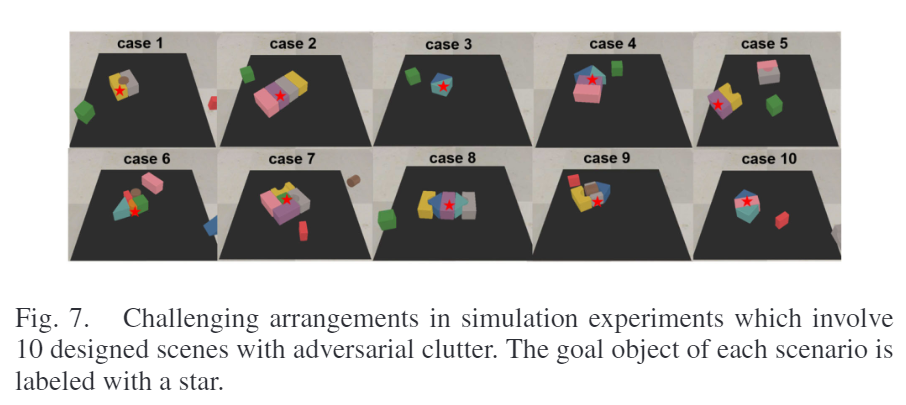 case 1
case 2
case 3
case 4
case 5
case 6
case 7
case 8
case 9
case 10
Fig. 7. Challenging arrangements in simulation experiments which involve
10 designed scenes with adversarial clutter. The goal object of each scenario is
labeled with a star.